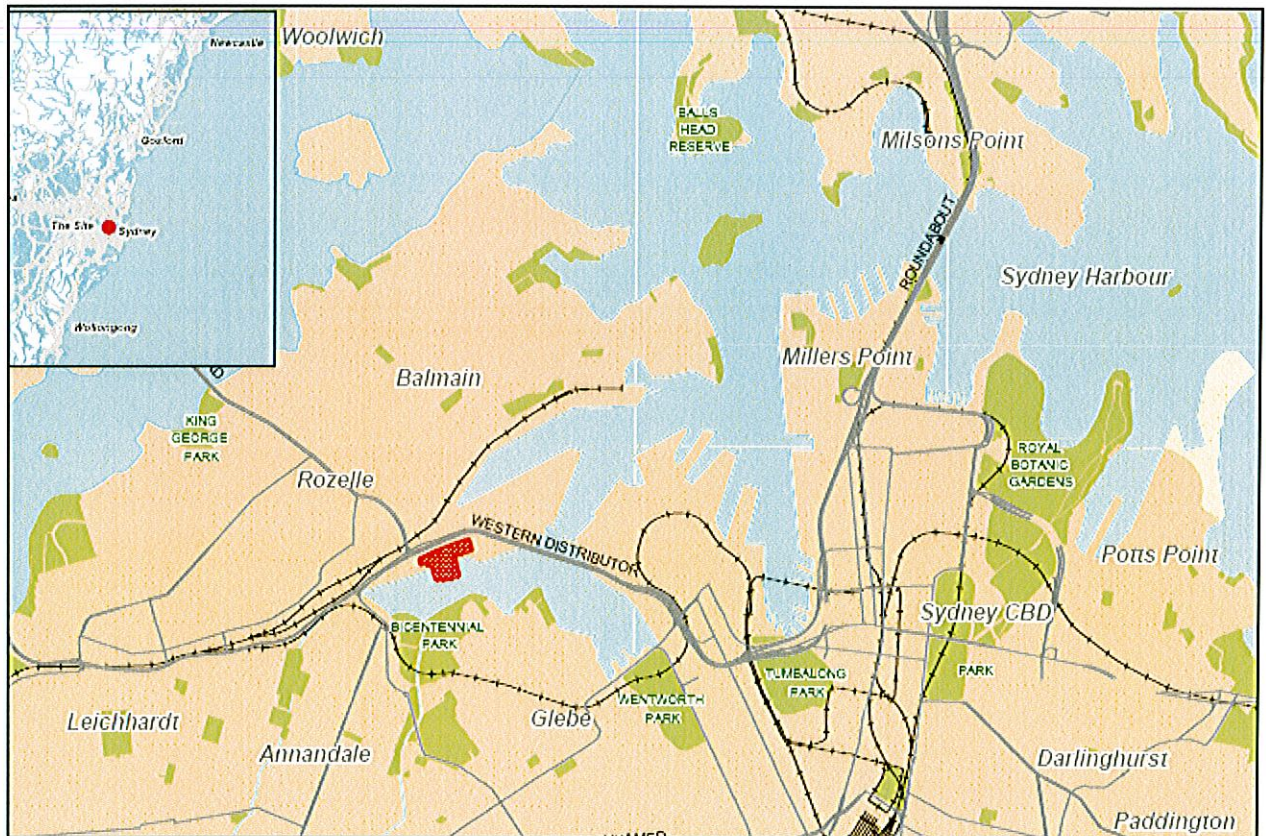 Newcastle
Gosford
The Site
Sydney
Wollongong
Woolwich
BALLS
HEAD
RESERVE
Milsons Point
ROUNDABOUT
Sydney Harbour
Millers Point
Balmain
KING
GEORGE
PARK
Rozelle
ROYAL
BOTANIC
GARDENS
WESTERN DISTRIBUTOR
Potts Point
Sydney CBD
BICENTENNIAL
PARK
TUMBALONG
PARK
PARK
WENTWORTH
PARK
Leichhardt
Glebe
Annandale
Darlinghurst
Paddington